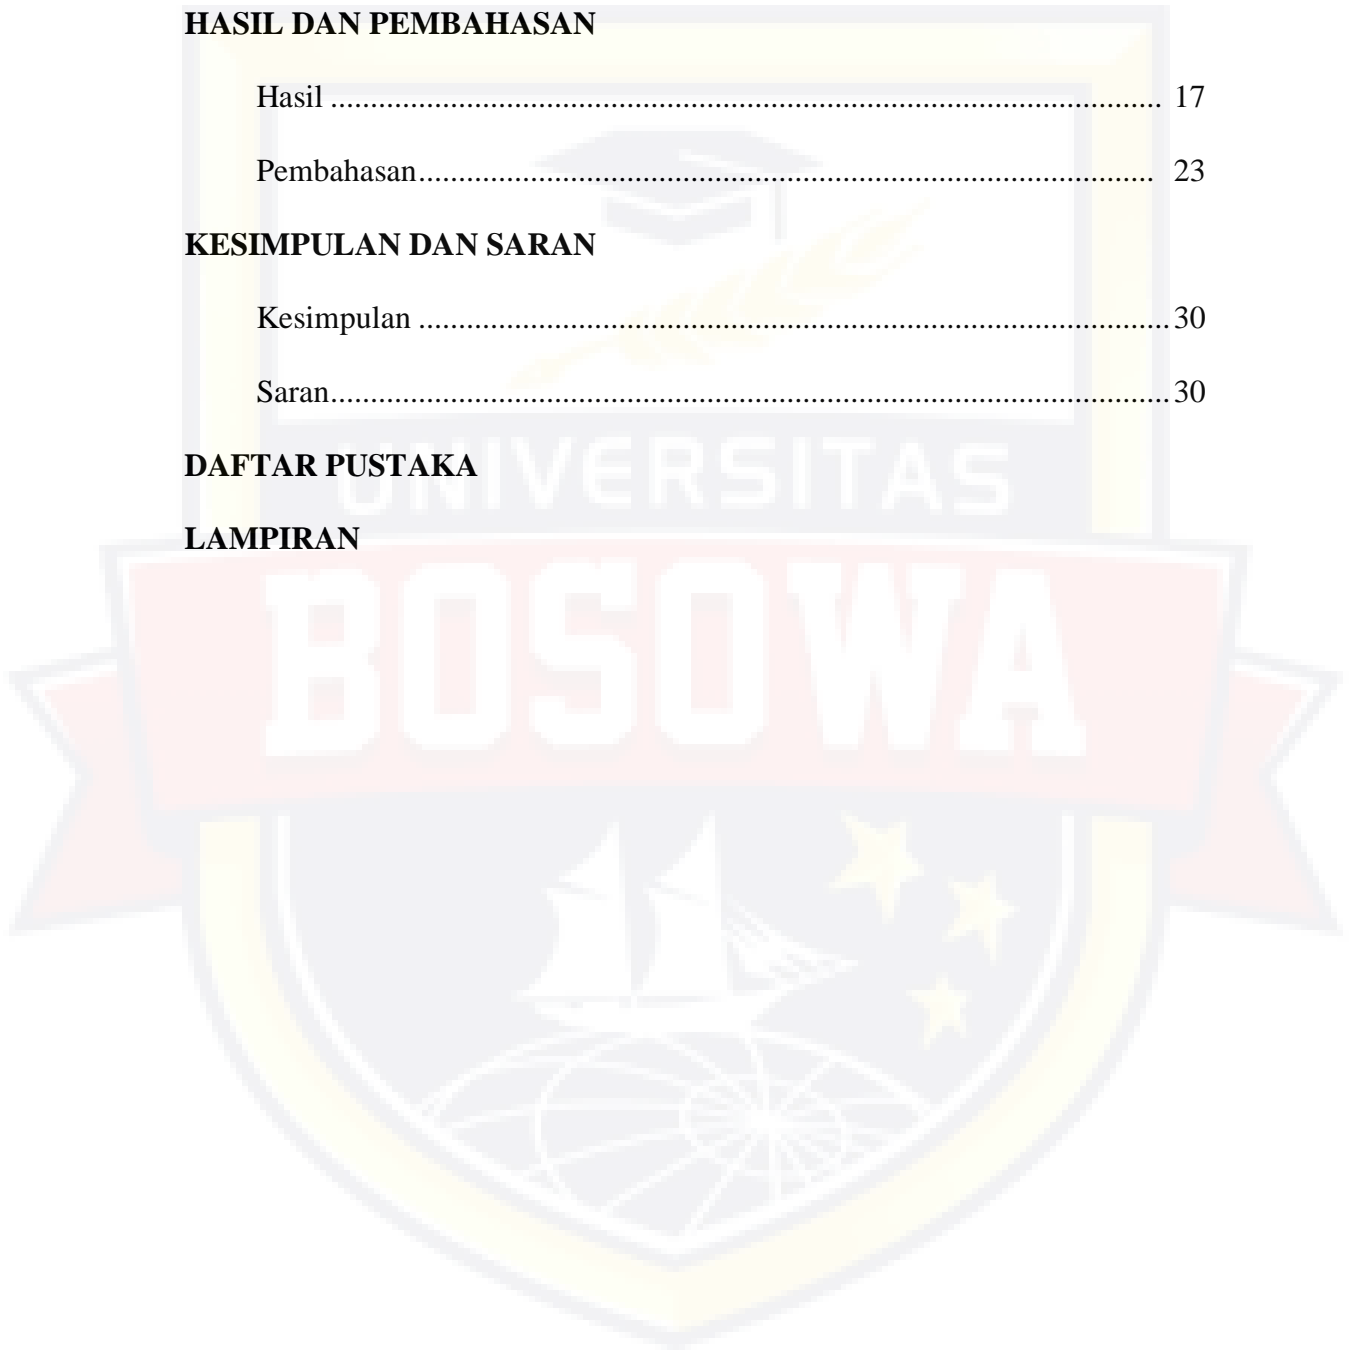 HASIL DAN PEMBAHASAN
Hasil ........................................................................................................ 17
Pembahasan............................................................................................ 23
KESIMPULAN DAN SARAN
Kesimpulan ..............................................................................................30
Saran.........................................................................................................30
DAFTAR PUSTAKA
UNIVERSITAS
LAMPIRAN
BOSOWA